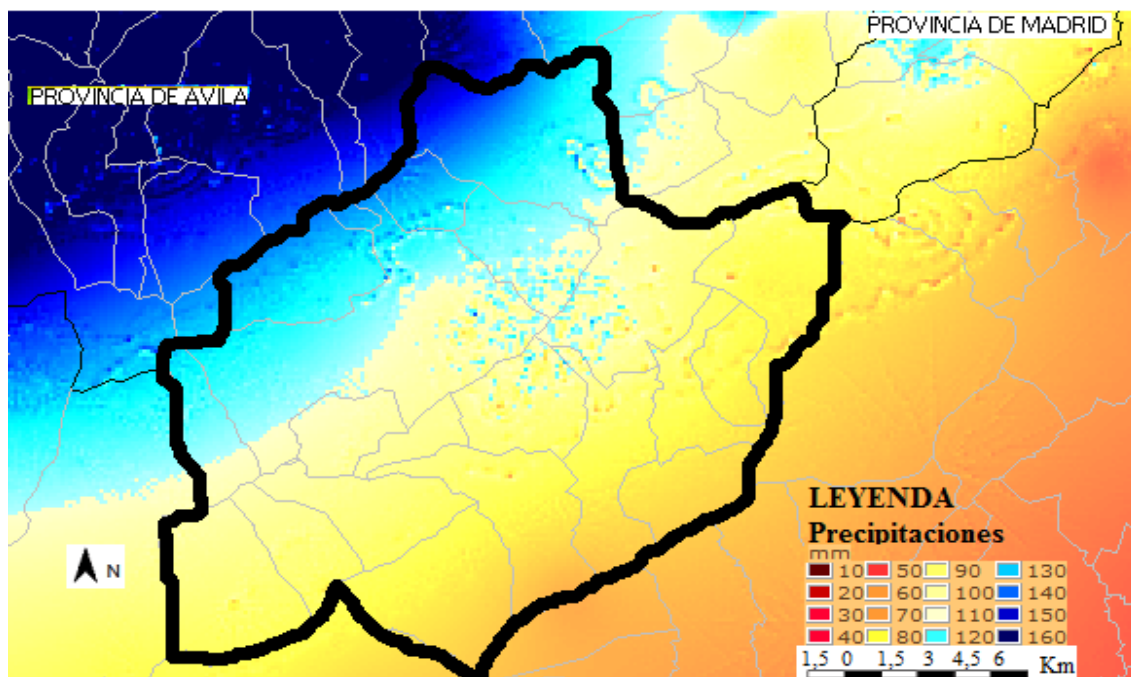 PROVINCIA DE MADRID
PROVINCIA DE AVILA
N
LEYENDA
Precipitaciones
mm
10 50 90 130
20 60 100 140
30 70 110 150
40 80 120 160
1,5 0 1,5 3 4,5 6 Km